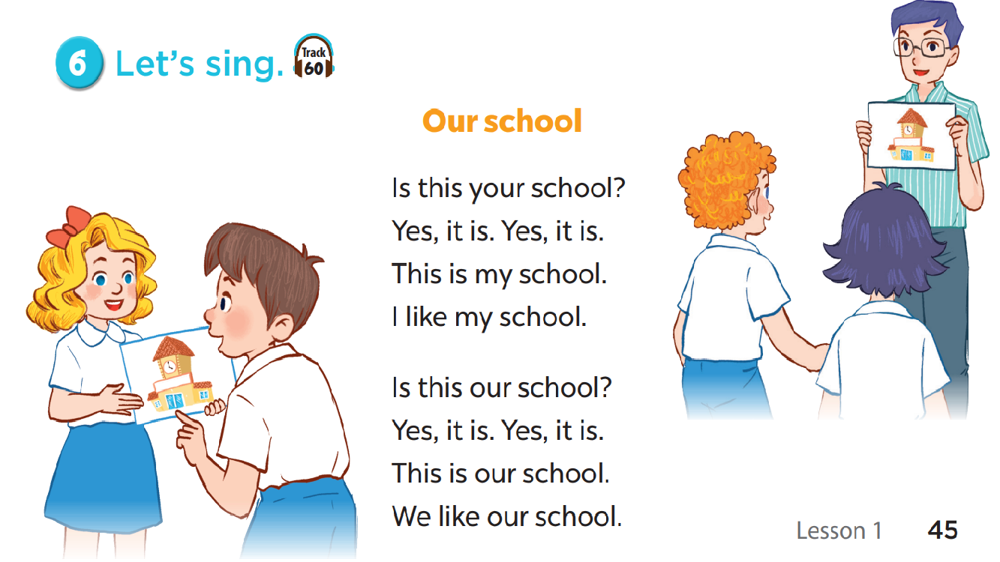 6 Let's sing. Track 60
Our school
Is this your school?
Yes, it is. Yes, it is.
This is my school.
I like my school.
Is this our school?
Yes, it is. Yes, it is.
This is our school.
We like our school.
Lesson 1 45